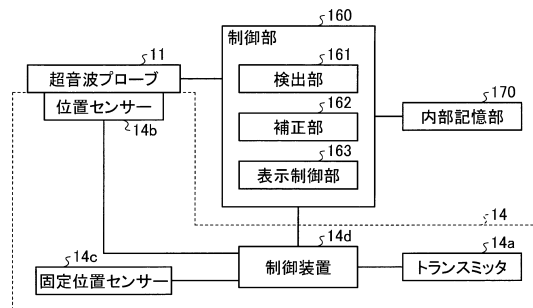 160
制御部
11
超音波プローブ
位置センサー
14b
161
検出部
162
補正部
163
表示制御部
170
内部記憶部
14
14c
固定位置センサー
14d
制御装置
14a
トランスミッタ